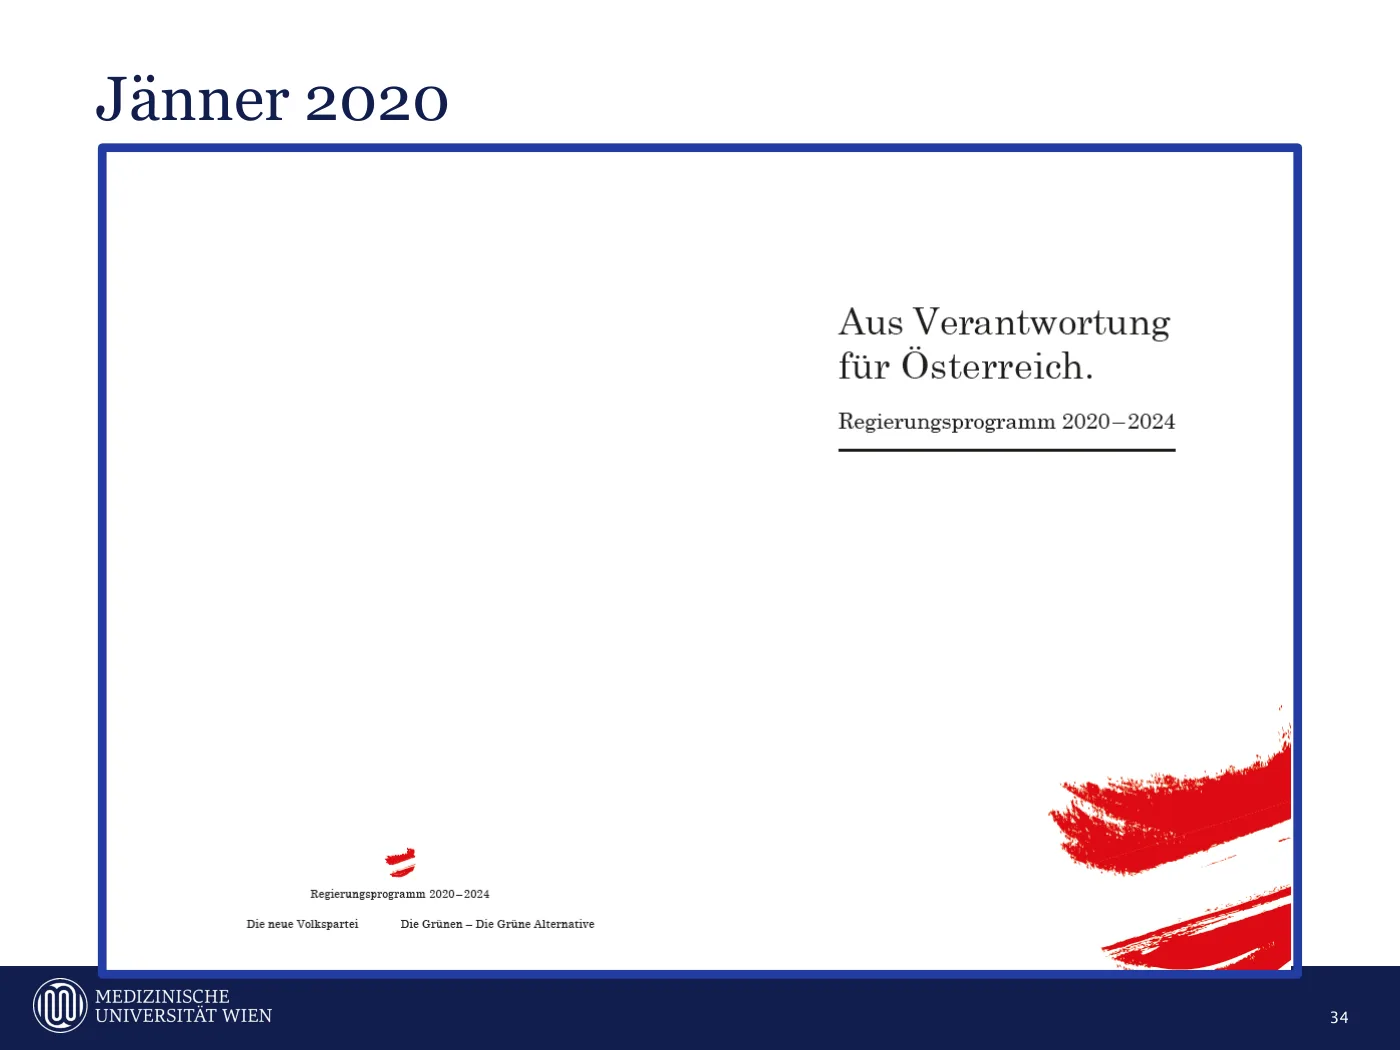 Jänner 2020
Aus Verantwortung
für Österreich.
Regierungsprogramm 2020–2024
Regierungsprogramm 2020–2024
Die neue Volkspartei Die Grünen – Die Grüne Alternative
MEDIZINISCHE
UNIVERSITÄT WIEN
34